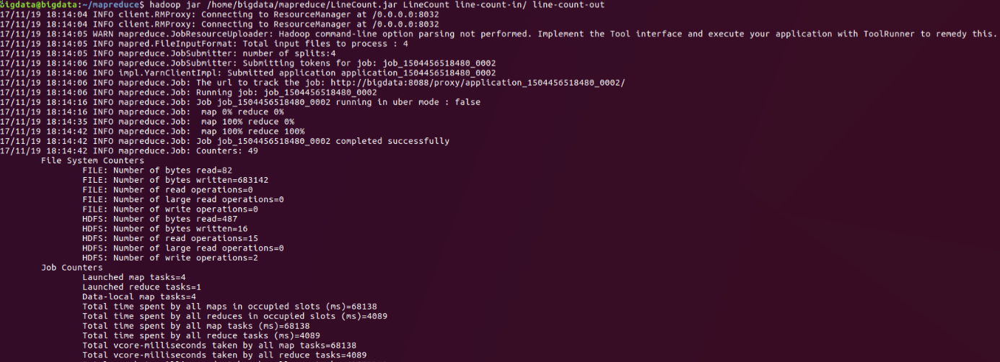 bigdata@bigdata:~/mapreduce$ hadoop jar /home/bigdata/mapreduce/LineCount.jar LineCount line-count-in/ line-count-out
17/11/19 18:14:04 INFO client.RMProxy: Connecting to ResourceManager at /0.0.0.0:8032
17/11/19 18:14:04 INFO client.RMProxy: Connecting to ResourceManager at /0.0.0.0:8032
17/11/19 18:14:05 WARN mapreduce.JobResourceUploader: Hadoop command-line option parsing not performed. Implement the Tool interface and execute your application with ToolRunner to remedy this.
17/11/19 18:14:05 INFO mapred.FileInputFormat: Total input files to process : 4
17/11/19 18:14:05 INFO mapreduce.JobSubmitter: number of splits:4
17/11/19 18:14:06 INFO mapreduce.JobSubmitter: Submitting tokens for job: job_1504456518480_0002
17/11/19 18:14:06 INFO impl.YarnClientImpl: Submitted application application_1504456518480_0002
17/11/19 18:14:06 INFO mapreduce.Job: The url to track the job: http://bigdata:8088/proxy/application_1504456518480_0002/
17/11/19 18:14:06 INFO mapreduce.Job: Running job: job_1504456518480_0002
17/11/19 18:14:16 INFO mapreduce.Job: Job job_1504456518480_0002 running in uber mode : false
17/11/19 18:14:16 INFO mapreduce.Job:  map 0% reduce 0%
17/11/19 18:14:35 INFO mapreduce.Job:  map 100% reduce 0%
17/11/19 18:14:42 INFO mapreduce.Job:  map 100% reduce 100%
17/11/19 18:14:42 INFO mapreduce.Job: Job job_1504456518480_0002 completed successfully
17/11/19 18:14:42 INFO mapreduce.Job: Counters: 49
File System Counters
FILE: Number of bytes read=82
FILE: Number of bytes written=683142
FILE: Number of read operations=0
FILE: Number of large read operations=0
FILE: Number of write operations=0
HDFS: Number of bytes read=487
HDFS: Number of bytes written=16
HDFS: Number of read operations=15
HDFS: Number of large read operations=0
HDFS: Number of write operations=2
Job Counters
Launched map tasks=4
Launched reduce tasks=1
Data-local map tasks=4
Total time spent by all maps in occupied slots (ms)=68138
Total time spent by all reduces in occupied slots (ms)=4089
Total time spent by all map tasks (ms)=68138
Total time spent by all reduce tasks (ms)=4089
Total vcore-milliseconds taken by all map tasks=68138
Total vcore-milliseconds taken by all reduce tasks=4089